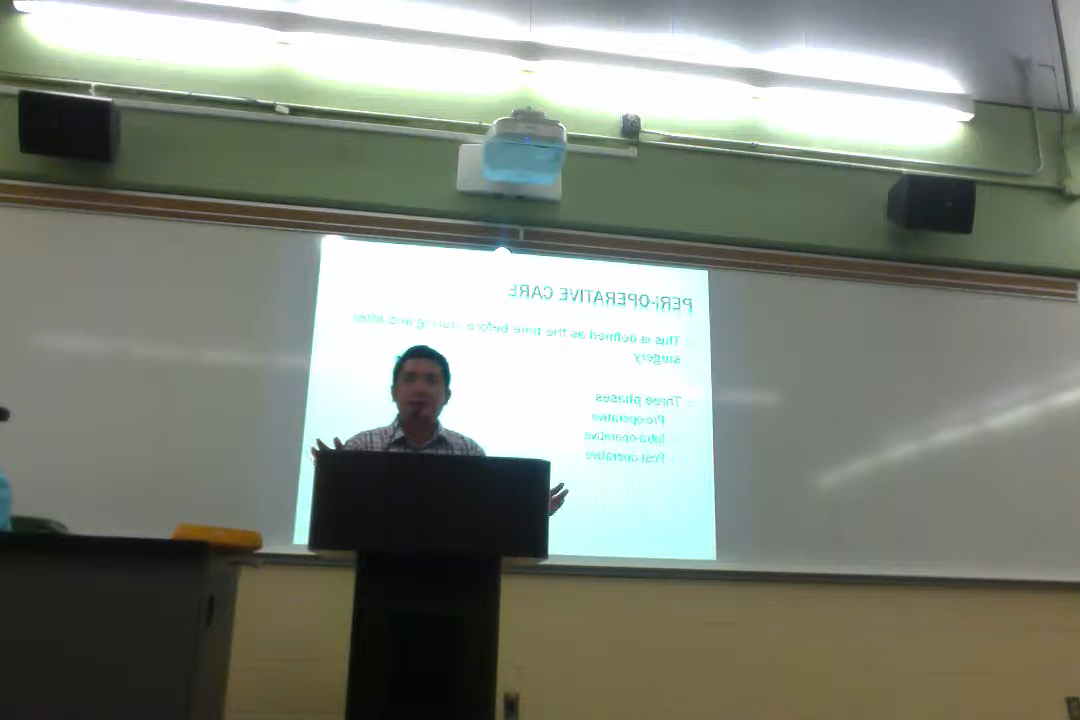 PERI-OPERATIVE CARE
This is defined as the time before, during and after
surgery
Three phases
Pre-operative
Intra-operative
Post operative